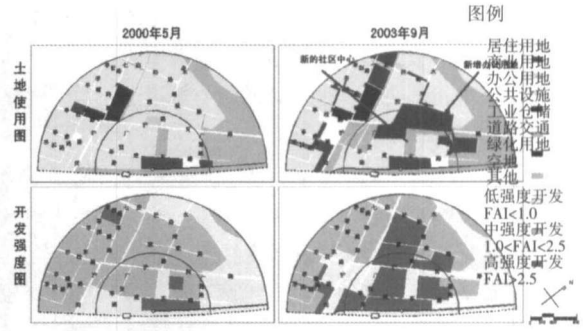 图例
2000年5月
2003年9月
土地使用图
新的社区中心
居住用地
商业用地
办公用地
公共设施
工业仓储
道路交通
绿化用地
空地
其他
开发强度图
低强度开发
FAI<1.0
中强度开发
1.0<FAI<2.5
高强度开发
FAI>2.5